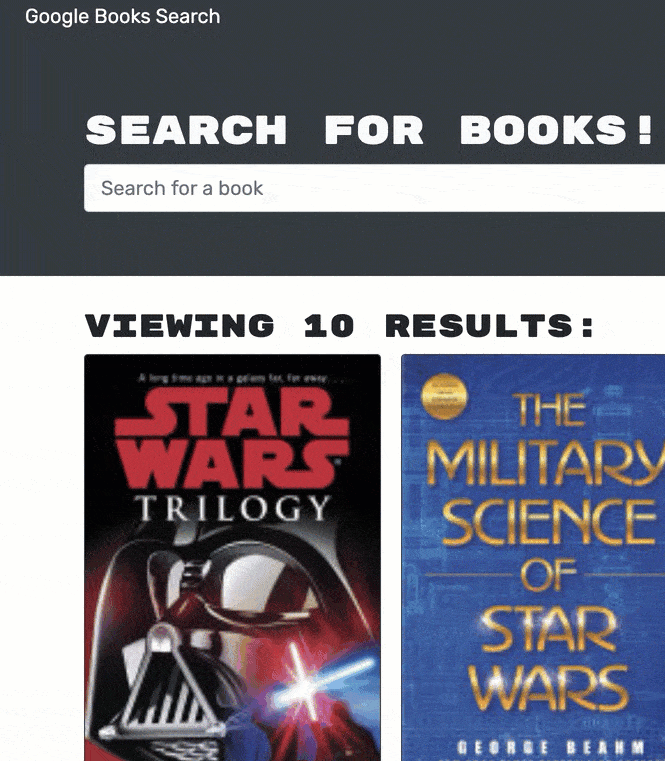 Google Books Search
SEARCH FOR BOOKS!
Search for a book
VIEWING 10 RESULTS:
A long time ago in a galaxy far, far away. . . .
STAR
WARS
TRILOGY
THE
MILITARY
SCIENCE
OF
STAR
WARS
GEORGE BEAHM